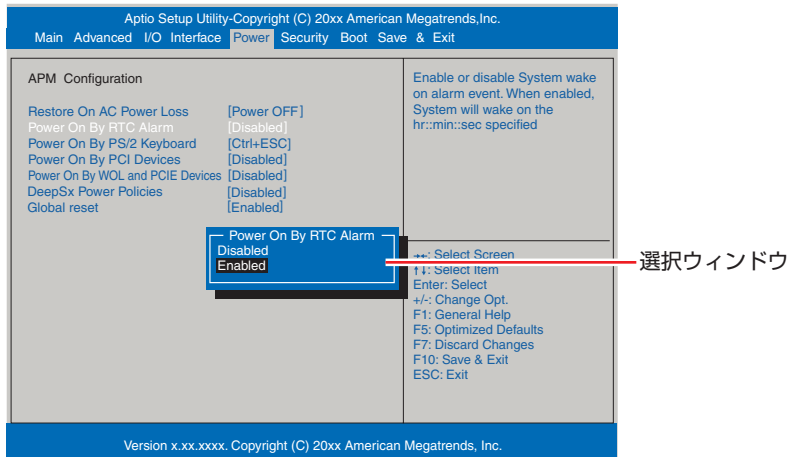 Aptio Setup Utility-Copyright (C) 20xx American Megatrends,Inc.
Main Advanced I/O Interface Power Security Boot Save & Exit
APM Configuration
Restore On AC Power Loss [Power OFF]
Power On By RTC Alarm [Disabled]
Power On By PS/2 Keyboard [Ctrl+ESC]
Power On By PCI Devices [Disabled]
Power On By WOL and PCIE Devices [Disabled]
DeepSx Power Policies [Disabled]
Global reset [Enabled]
Power On By RTC Alarm
Disabled
Enabled
Enable or disable System wake
on alarm event. When enabled,
System will wake on the
hr::min::sec specified
→←: Select Screen
↑↓: Select Item
Enter: Select
+/-: Change Opt.
F1: General Help
F5: Optimized Defaults
F7: Discard Changes
F10: Save & Exit
ESC: Exit
選択ウィンドウ
Version x.xx.xxxx. Copyright (C) 20xx American Megatrends, Inc.